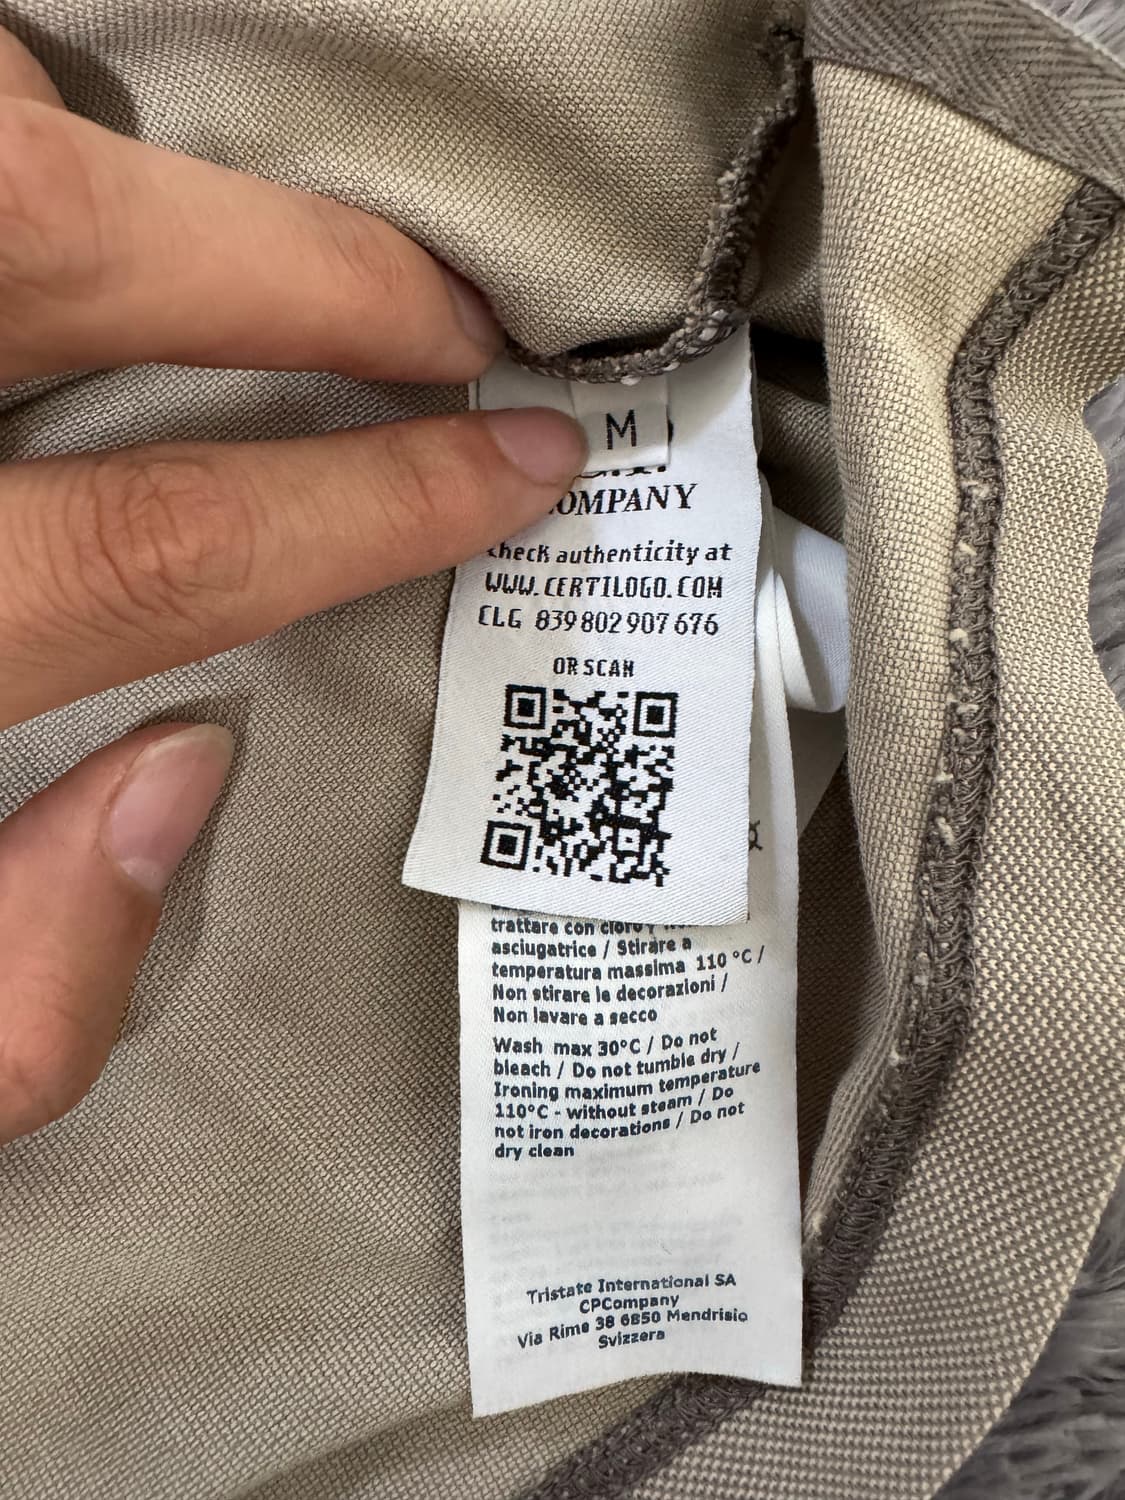 M
COMPANY
Check authenticity at
WWW.CERTILOGO.COM
CLG 839 802 907 676
OR SCAN
trattare con cloro /
asciugatrice / Stirare a
temperatura massima 110 °C /
Non stirare le decorazioni /
Non lavare a secco
Wash max 30°C / Do not
bleach / Do not tumble dry /
Ironing maximum temperature
110°C - without steam / Do
not iron decorations / Do not
dry clean
Tristate International SA
CPCompany
Via Rime 38 6850 Mendrisio
Svizzera